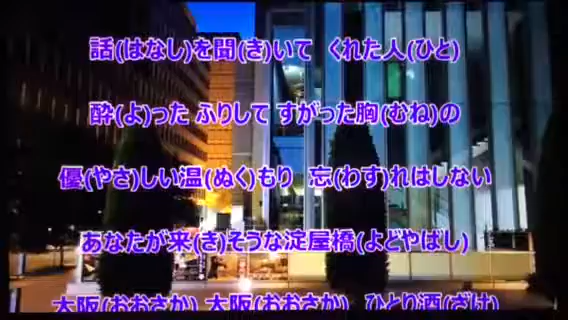 話(はなし)を聞(き)いて くれた人(ひと)
酔(よ)った ふりして すがった胸(むね)の
優(やさ)しい温(ぬく)もり 忘(わす)れはしない
あなたが来(き)そうな淀屋橋(よどやばし)
大阪(おおさか) 大阪(おおさか) ひとり酒(ざけ)